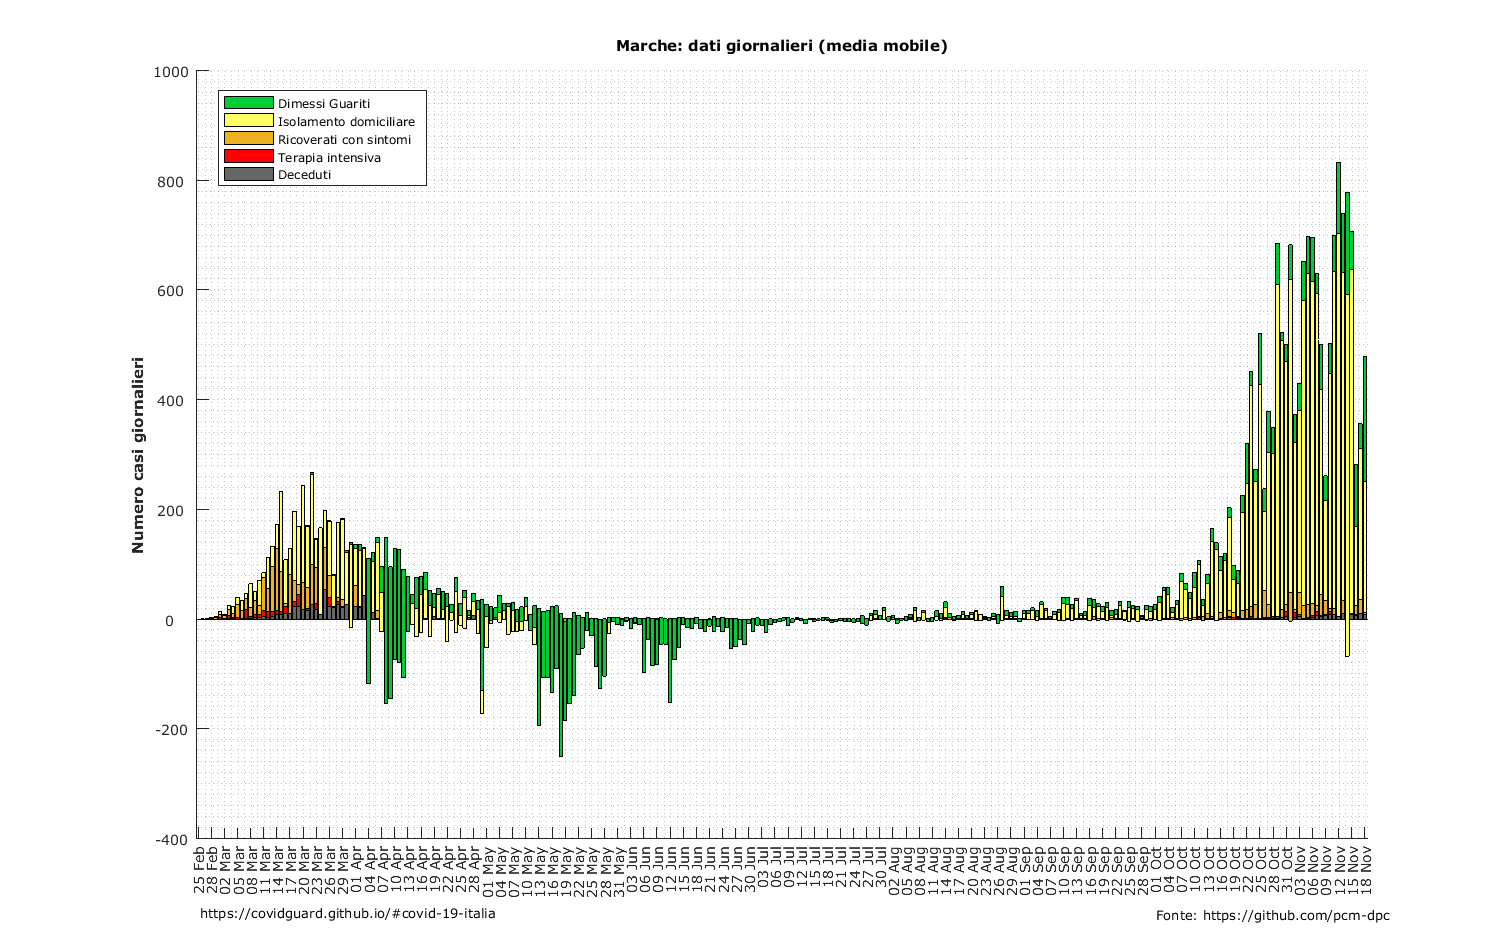 Marche: dati giornalieri (media mobile)
1000
800
600
400
200
0
-200
-400
Numero casi giornalieri
Dimessi Guariti
Isolamento domiciliare
Ricoverati con sintomi
Terapia intensiva
Deceduti
25 Feb
28 Feb
02 Mar
05 Mar
08 Mar
11 Mar
14 Mar
17 Mar
20 Mar
23 Mar
26 Mar
29 Mar
01 Apr
04 Apr
07 Apr
10 Apr
13 Apr
16 Apr
19 Apr
22 Apr
25 Apr
28 Apr
01 May
04 May
07 May
10 May
13 May
16 May
19 May
22 May
25 May
28 May
31 May
03 Jun
06 Jun
09 Jun
12 Jun
15 Jun
18 Jun
21 Jun
24 Jun
27 Jun
30 Jun
03 Jul
06 Jul
09 Jul
12 Jul
15 Jul
18 Jul
21 Jul
24 Jul
27 Jul
30 Jul
02 Aug
05 Aug
08 Aug
11 Aug
14 Aug
17 Aug
20 Aug
23 Aug
26 Aug
29 Aug
01 Sep
04 Sep
07 Sep
10 Sep
13 Sep
16 Sep
19 Sep
22 Sep
25 Sep
28 Sep
01 Oct
04 Oct
07 Oct
10 Oct
13 Oct
16 Oct
19 Oct
22 Oct
25 Oct
28 Oct
31 Oct
03 Nov
06 Nov
09 Nov
12 Nov
15 Nov
18 Nov
https://covidguard.github.io/#covid-19-italia
Fonte: https://github.com/pcm-dpc